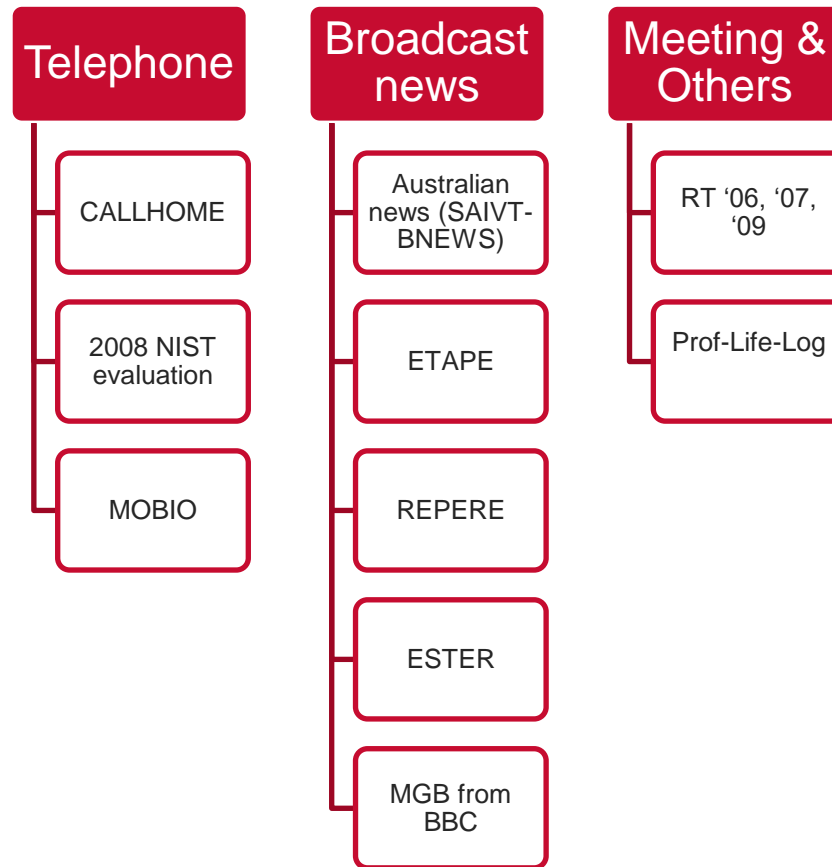 Telephone
CALLHOME
2008 NIST
evaluation
MOBIO
Broadcast
news
Australian
news (SAIVT-
BNEWS)
ETAPE
REPERE
ESTER
MGB from
BBC
Meeting &
Others
RT ‘06, ‘07,
‘09
Prof-Life-Log